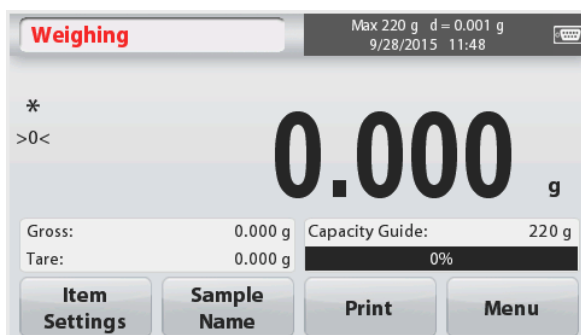 Weighing
Max 220 g d = 0.001 g
9/28/2015 11:48
*
>0<
0.000 g
Gross: 0.000 g
Tare: 0.000 g
Capacity Guide: 220 g
0%
Item Settings
Sample Name
Print
Menu